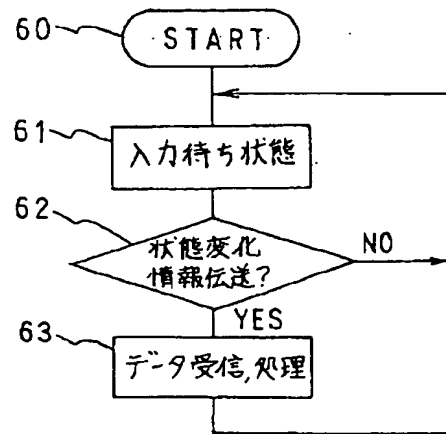 60
START
61
入力待ち状態
62
状態変化
情報伝送?
NO
YES
63
データ受信,処理